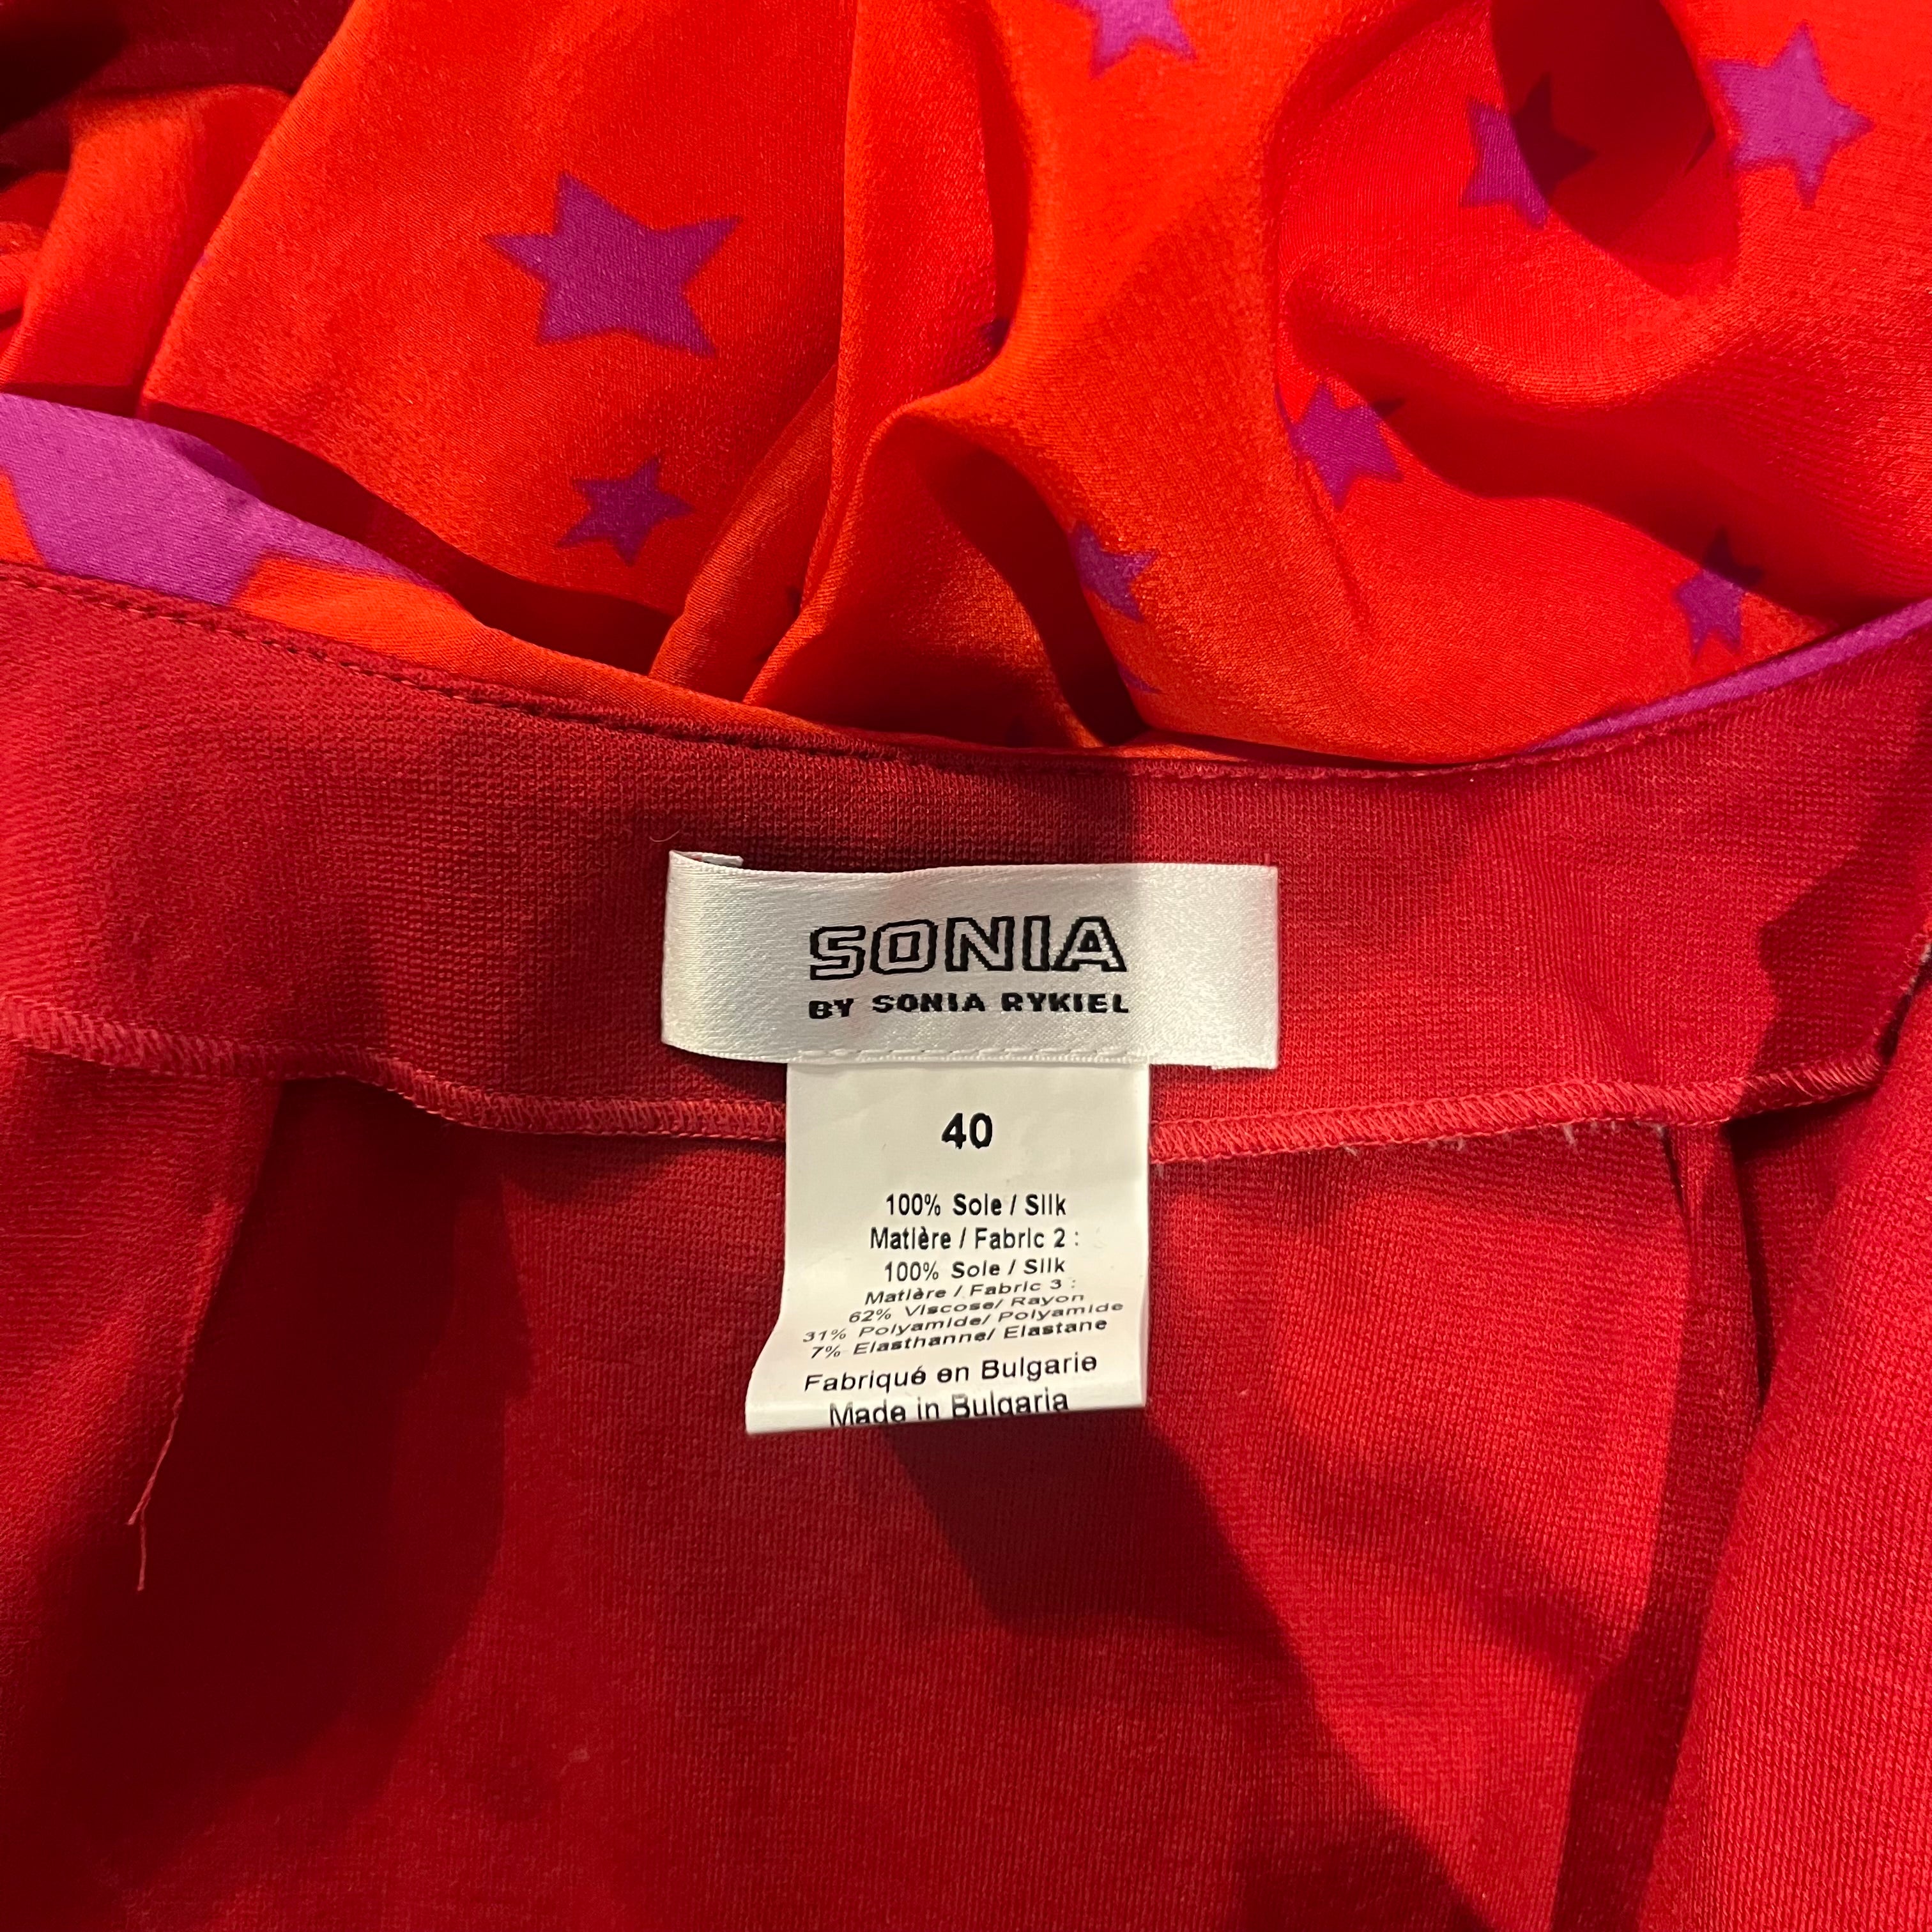 SONIA
BY SONIA RYKIEL
40
100% Soie / Silk
Matière / Fabric 2 :
100% Soie / Silk
Matière / Fabric 3 :
62% Viscose/ Rayon
31% Polyamide/ Polyamide
7% Elasthanne/ Elastane
Fabriqué en Bulgarie
Made in Bulgaria